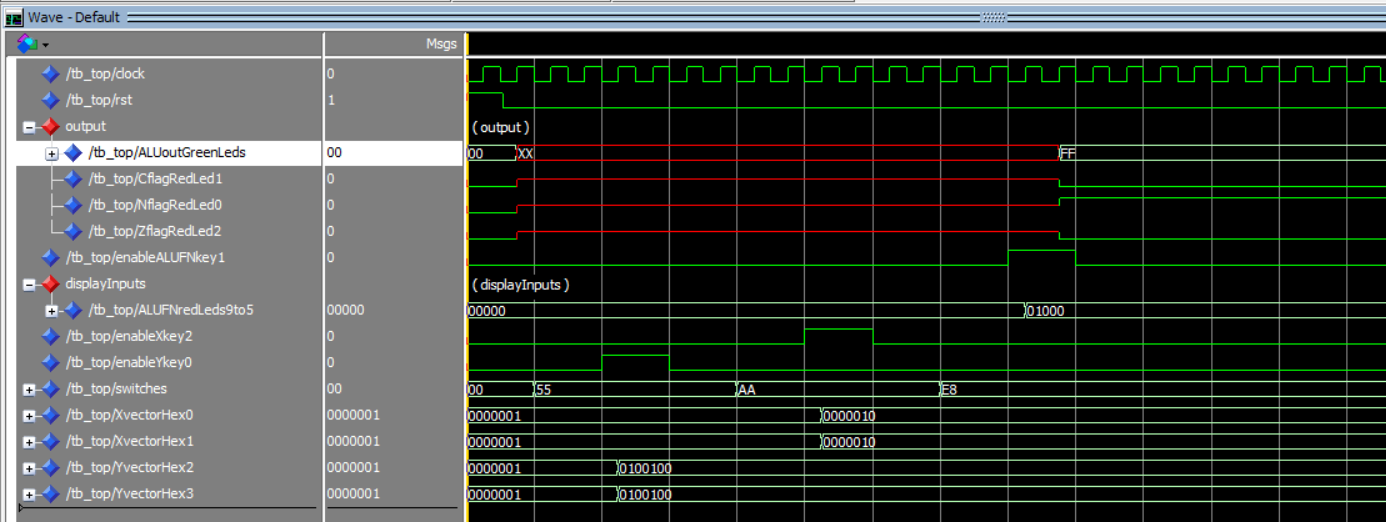 Wave - Default
Msgs
/tb_top/clock 0
/tb_top/rst 1
output ( output )
/tb_top/ALUoutGreenLeds 00 00 XX FF
/tb_top/CflagRedLed1 0
/tb_top/NflagRedLed0 0
/tb_top/ZflagRedLed2 0
/tb_top/enableALUFNkey1 0
displayInputs ( displayInputs )
/tb_top/ALUFNredLeds9to5 00000 00000 01000
/tb_top/enableXkey2 0
/tb_top/enableYkey0 0
/tb_top/switches 00 00 55 AA E8
/tb_top/XvectorHex0 0000001 0000001 0000010
/tb_top/XvectorHex1 0000001 0000001 0000010
/tb_top/YvectorHex2 0000001 0000001 0100100
/tb_top/YvectorHex3 0000001 0000001 0100100